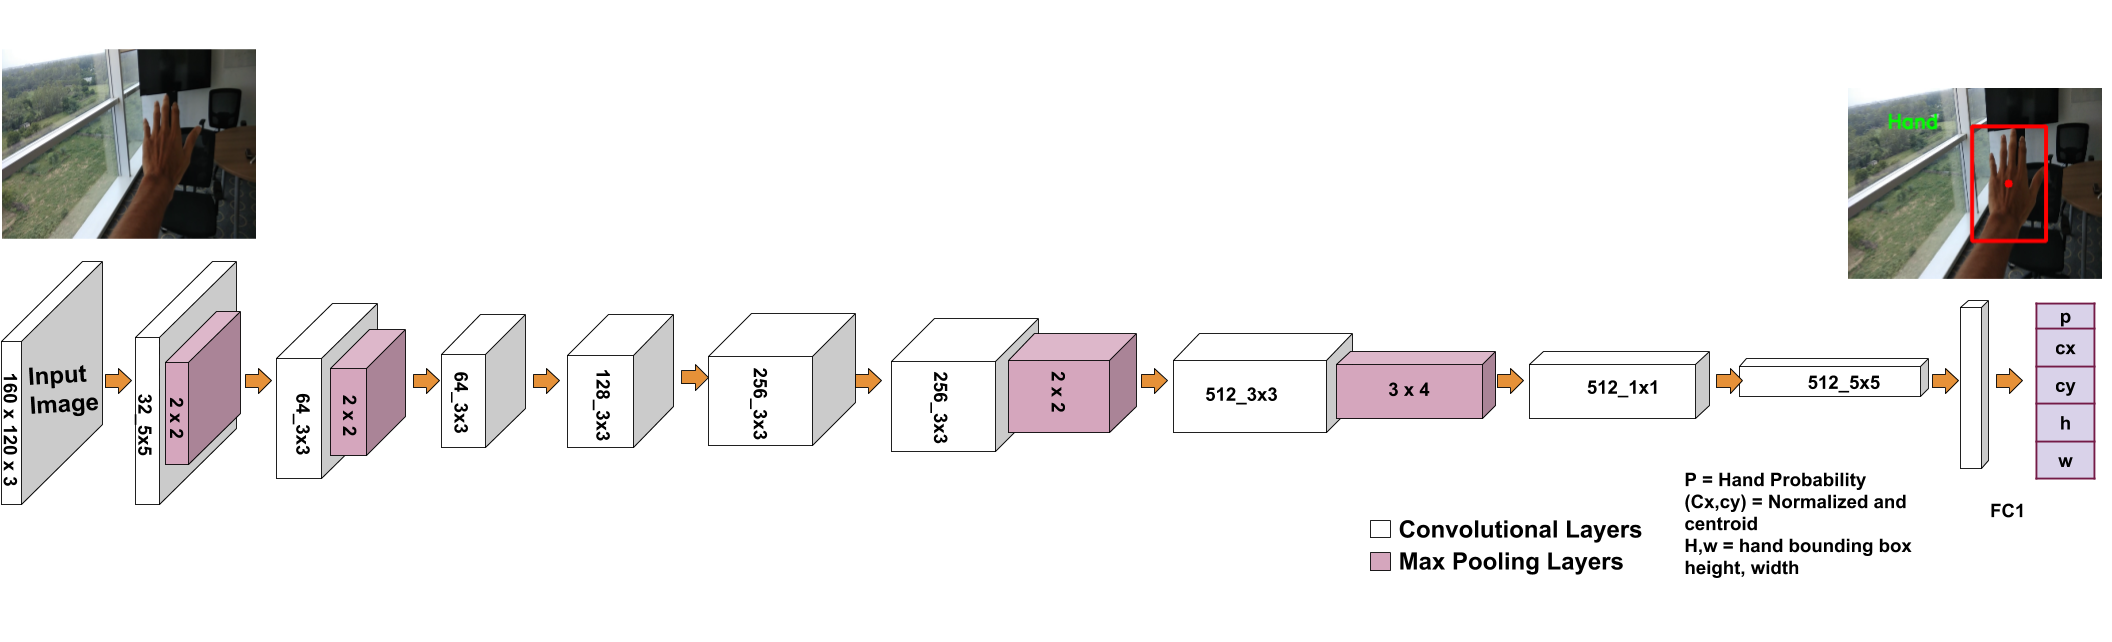 Hand
160 x 120 x 3
Input
Image
32_5x5
2 x 2
64_3x3
2 x 2
64_3x3
128_3x3
256_3x3
256_3x3
2 x 2
512_3x3
3 x 4
512_1x1
512_5x5
p
cx
cy
h
w
FC1
Convolutional Layers
Max Pooling Layers
P = Hand Probability
(Cx,cy) = Normalized and
centroid
H,w = hand bounding box
height, width